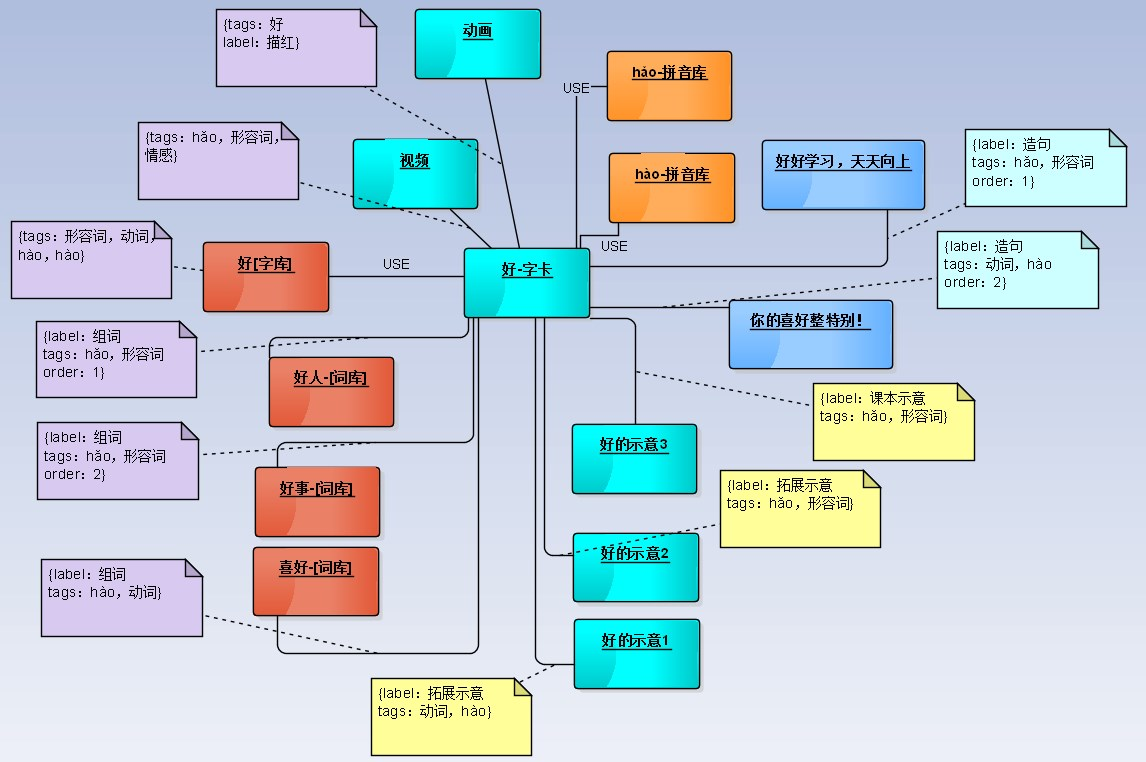 {tags：好
label：描红}
动画
hǎo-拼音库
USE
{tags：hǎo，形容词，
情感}
视频
hào-拼音库
好好学习，天天向上
{label：造句
tags：hǎo，形容词
order：1}
{tags：形容词，动词，
hào，hào}
好[字库]
USE
好-字卡
USE
{label：造句
tags：动词，hào
order：2}
{label：组词
tags：hǎo，形容词
order：1}
好人-[词库]
你的喜好整特别！
{label：课本示意
tags：hǎo，形容词}
{label：组词
tags：hǎo，形容词
order：2}
好事-[词库]
好的示意3
{label：拓展示意
tags：hǎo，形容词}
{label：组词
tags：hào，动词}
喜好-[词库]
好的示意2
好的示意1
{label：拓展示意
tags：动词，hào}